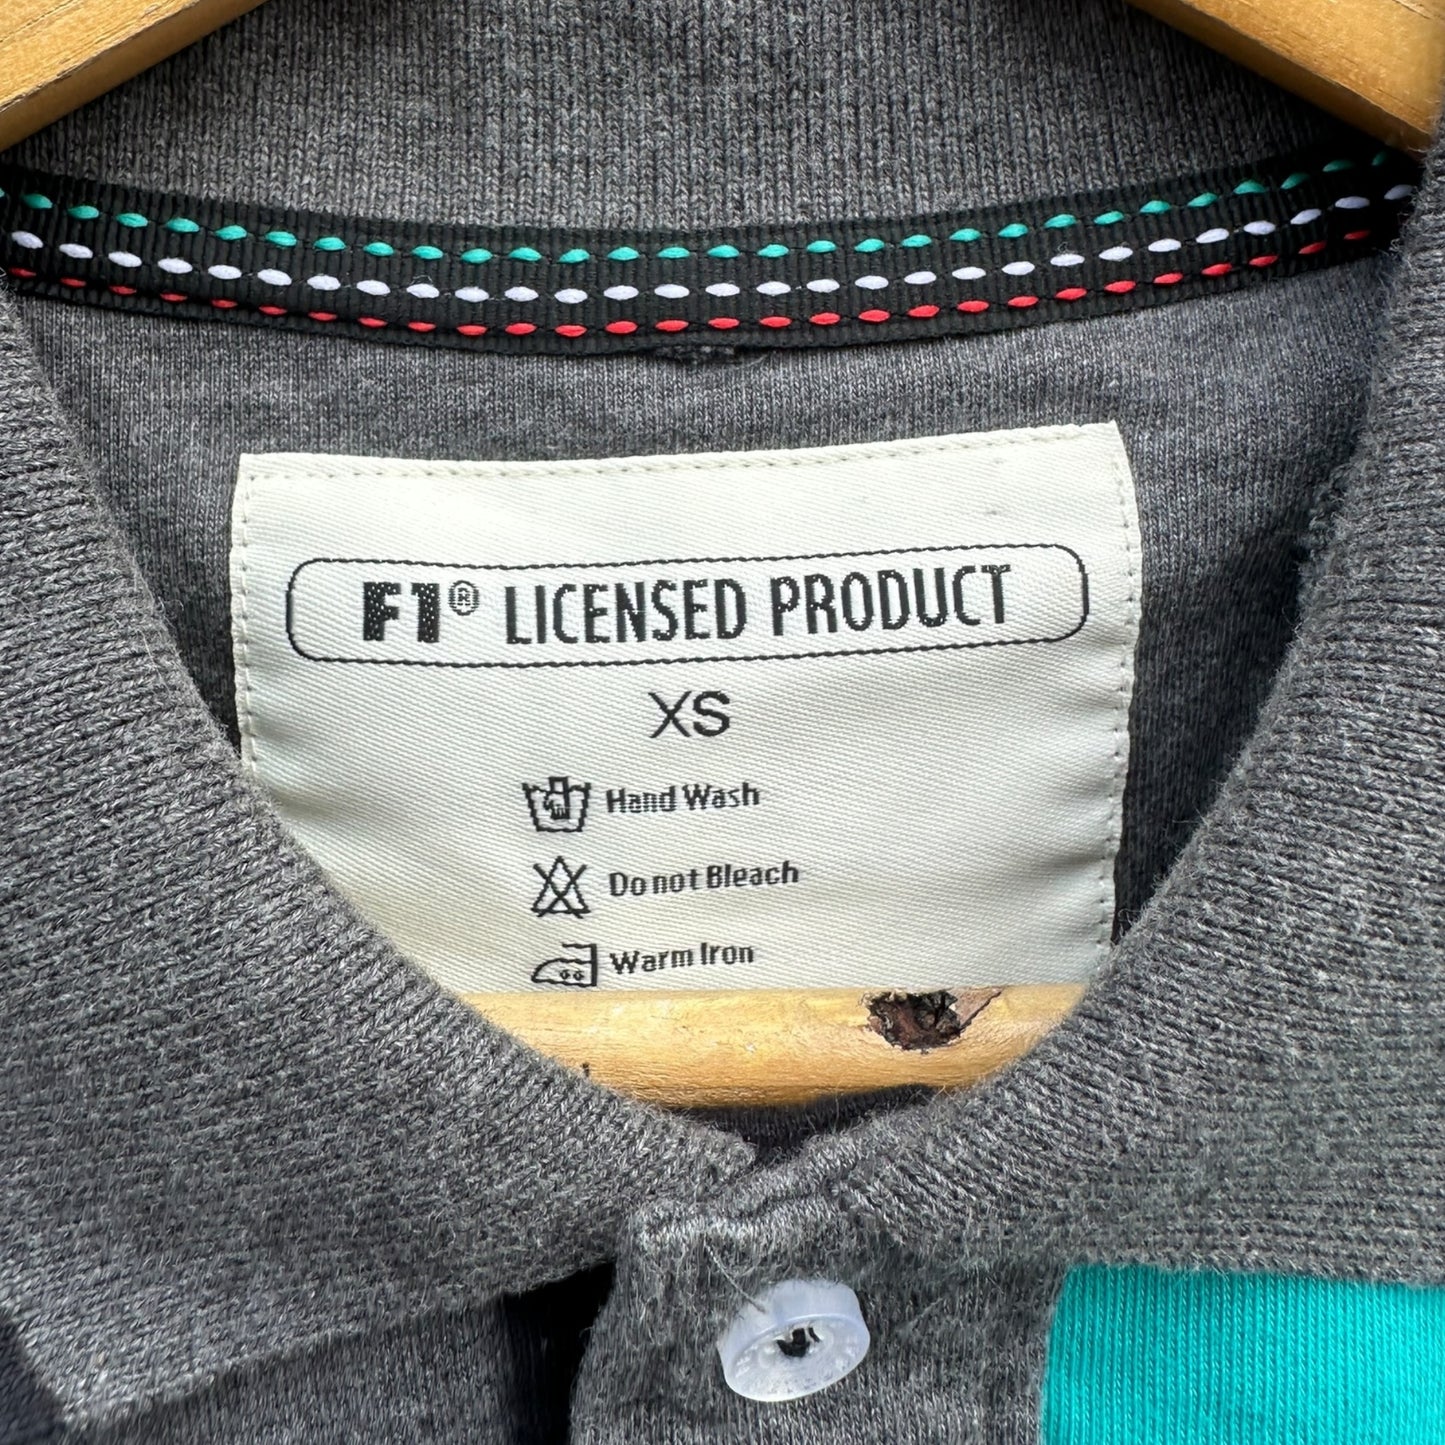 F1® LICENSED PRODUCT
XS
Hand Wash
Do not Bleach
Warm Iron